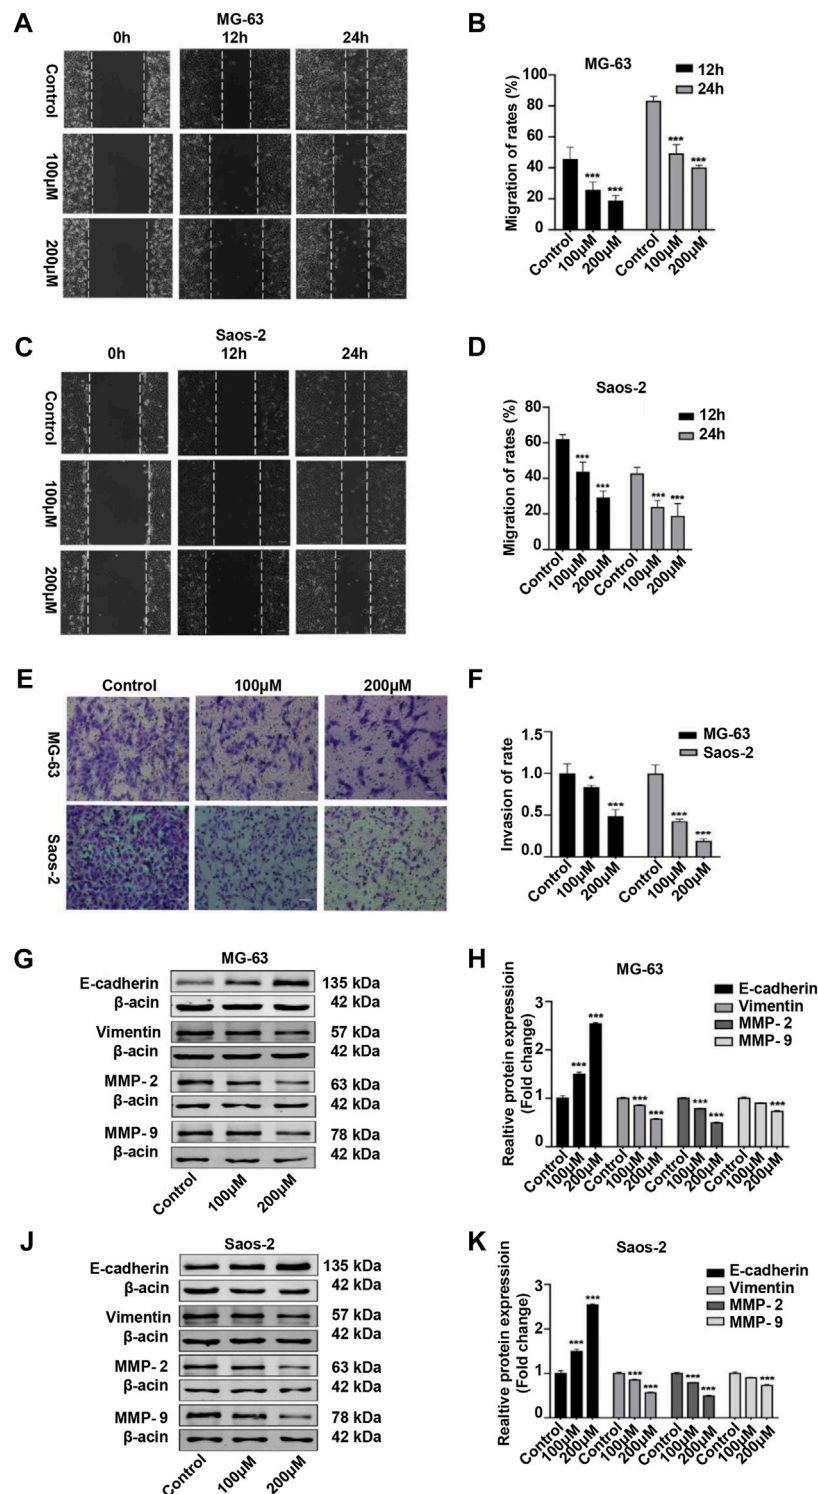 A
MG-63
0h 12h 24h
Control
100μM
200μM
B
MG-63
12h
24h
Migration of rates (%)
100
80
60
40
20
0
*** ***
*** ***
Control 100μM 200μM Control 100μM 200μM
C
Saos-2
0h 12h 24h
Control
100μM
200μM
D
Saos-2
12h
24h
Migration of rates (%)
80
60
40
20
0
*** ***
*** ***
Control 100μM 200μM Control 100μM 200μM
E
Control 100μM 200μM
MG-63
Saos-2
F
MG-63
Saos-2
Invasion of rate
1.5
1.0
0.5
0.0
* ***
*** ***
Control 100μM 200μM Control 100μM 200μM
G
MG-63
E-cadherin 135 kDa
β-acin 42 kDa
Vimentin 57 kDa
β-acin 42 kDa
MMP-2 63 kDa
β-acin 42 kDa
MMP-9 78 kDa
β-acin 42 kDa
Control 100μM 200μM
H
MG-63
E-cadherin
Vimentin
MMP-2
MMP-9
Realtive protein expressioin
(Fold change)
3
2
1
0
*** ***
*** ***
*** ***
***
Control 100μM 200μM Control 100μM 200μM Control 100μM 200μM Control 100μM 200μM
J
Saos-2
E-cadherin 135 kDa
β-acin 42 kDa
Vimentin 57 kDa
β-acin 42 kDa
MMP-2 63 kDa
β-acin 42 kDa
MMP-9 78 kDa
β-acin 42 kDa
Control 100μM 200μM
K
Saos-2
E-cadherin
Vimentin
MMP-2
MMP-9
Realtive protein expressioin
(Fold change)
3
2
1
0
*** ***
*** ***
*** ***
***
Control 100μM 200μM Control 100μM 200μM Control 100μM 200μM Control 100μM 200μM